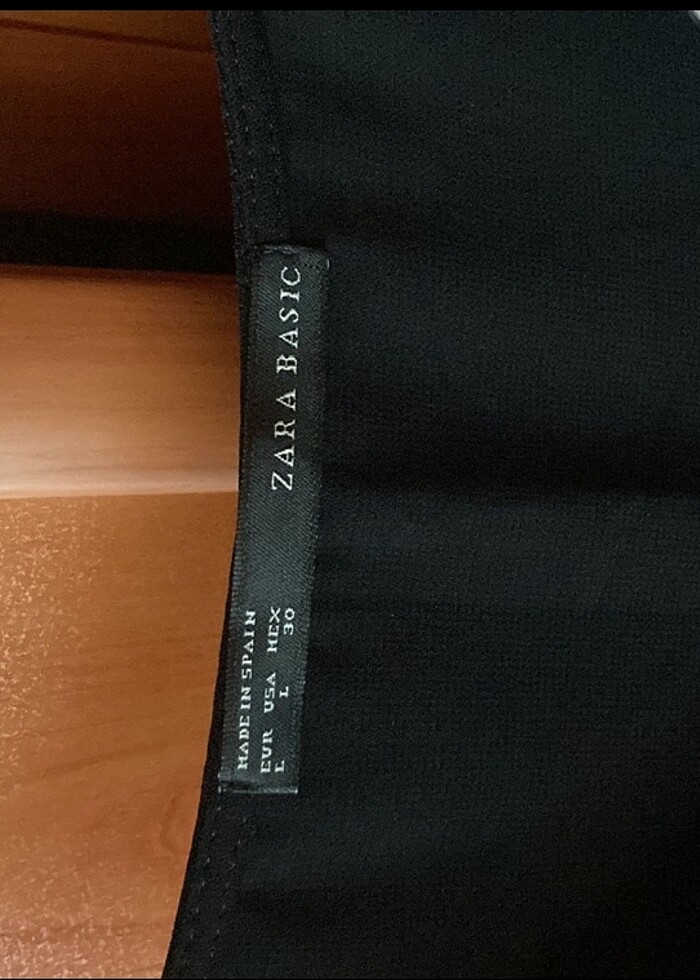 ZARA BASIC
MADE IN SPAIN
EUR USA MEX
L L 30